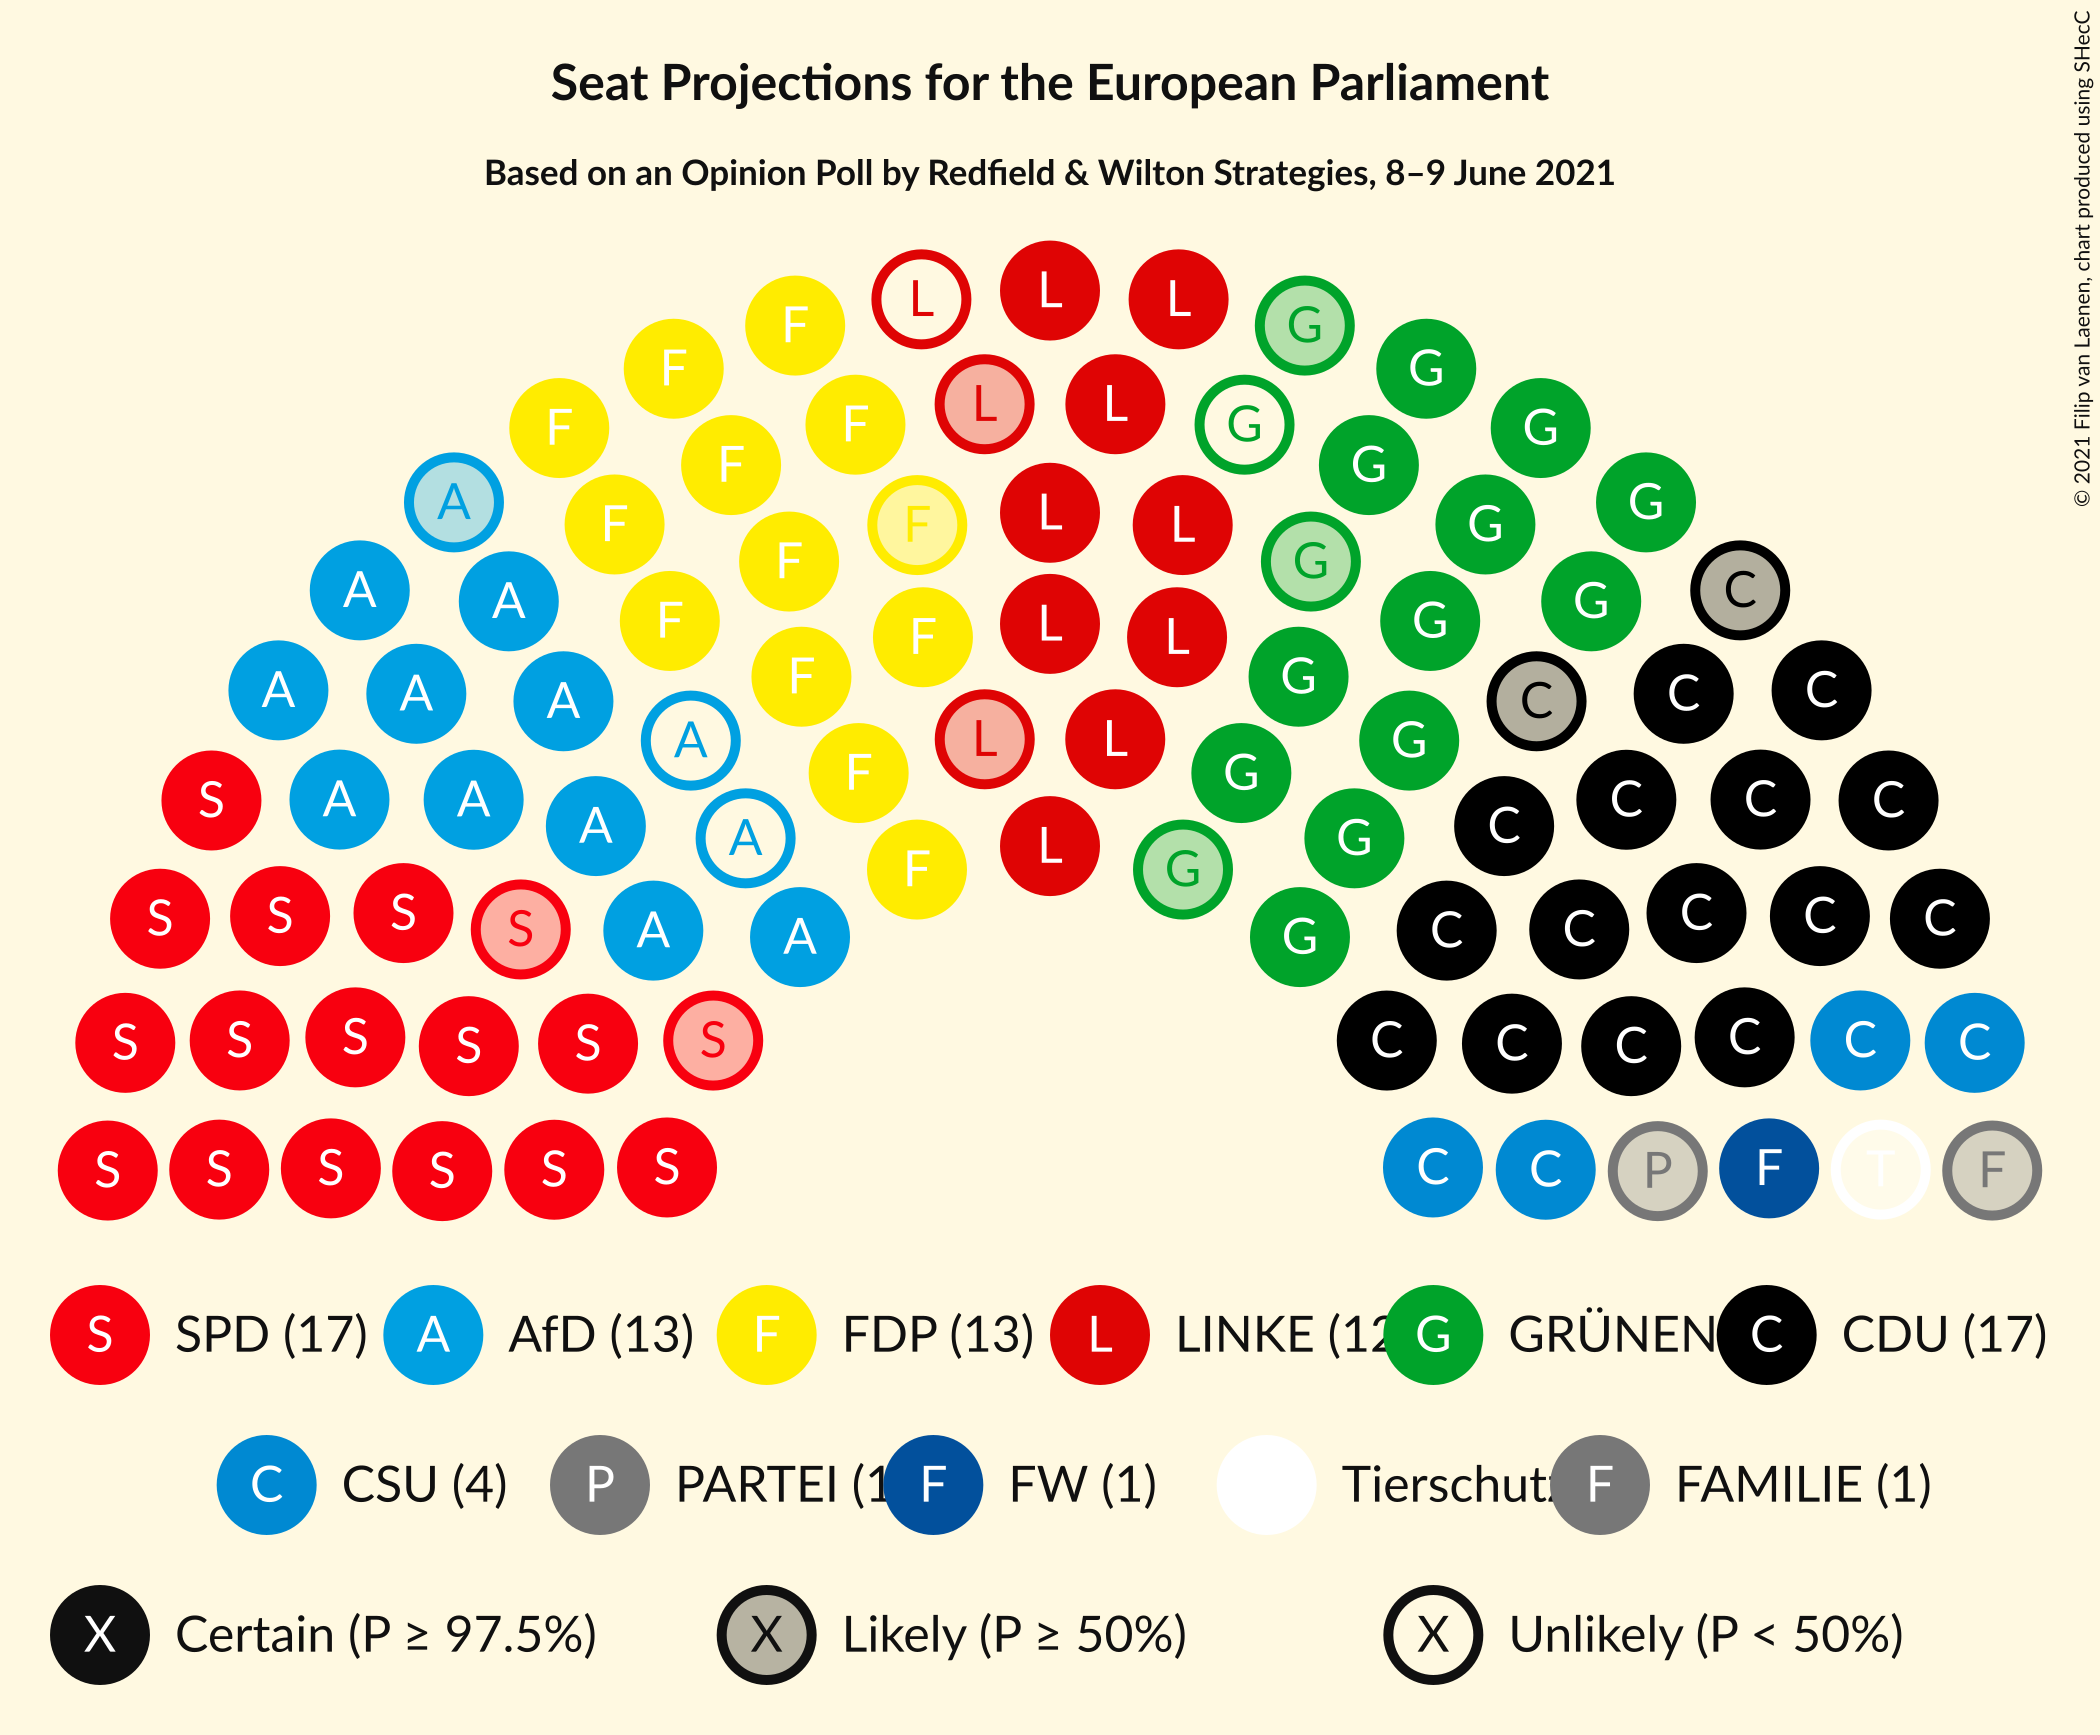 Seat Projections for the European Parliament
Based on an Opinion Poll by Redfield & Wilton Strategies, 8–9 June 2021
© 2021 Filip van Laenen, chart produced using SHecC
L L L
F G
F L L G
F F G G
F F L L G G
A F F G G G
A A F F L L G G C
A A A A F L L G G C C C
S A A A A F L G G C C C C
S S S S A A G C C C C C C
S S S S S S C C C C C C
S S S S S S C C P F T F
S SPD (17) A AfD (13) F FDP (13) L LINKE (12 G GRÜNEN C CDU (17)
C CSU (4) P PARTEI (1 F FW (1) Tierschutz F FAMILIE (1)
X Certain (P ≥ 97.5%) X Likely (P ≥ 50%) X Unlikely (P < 50%)